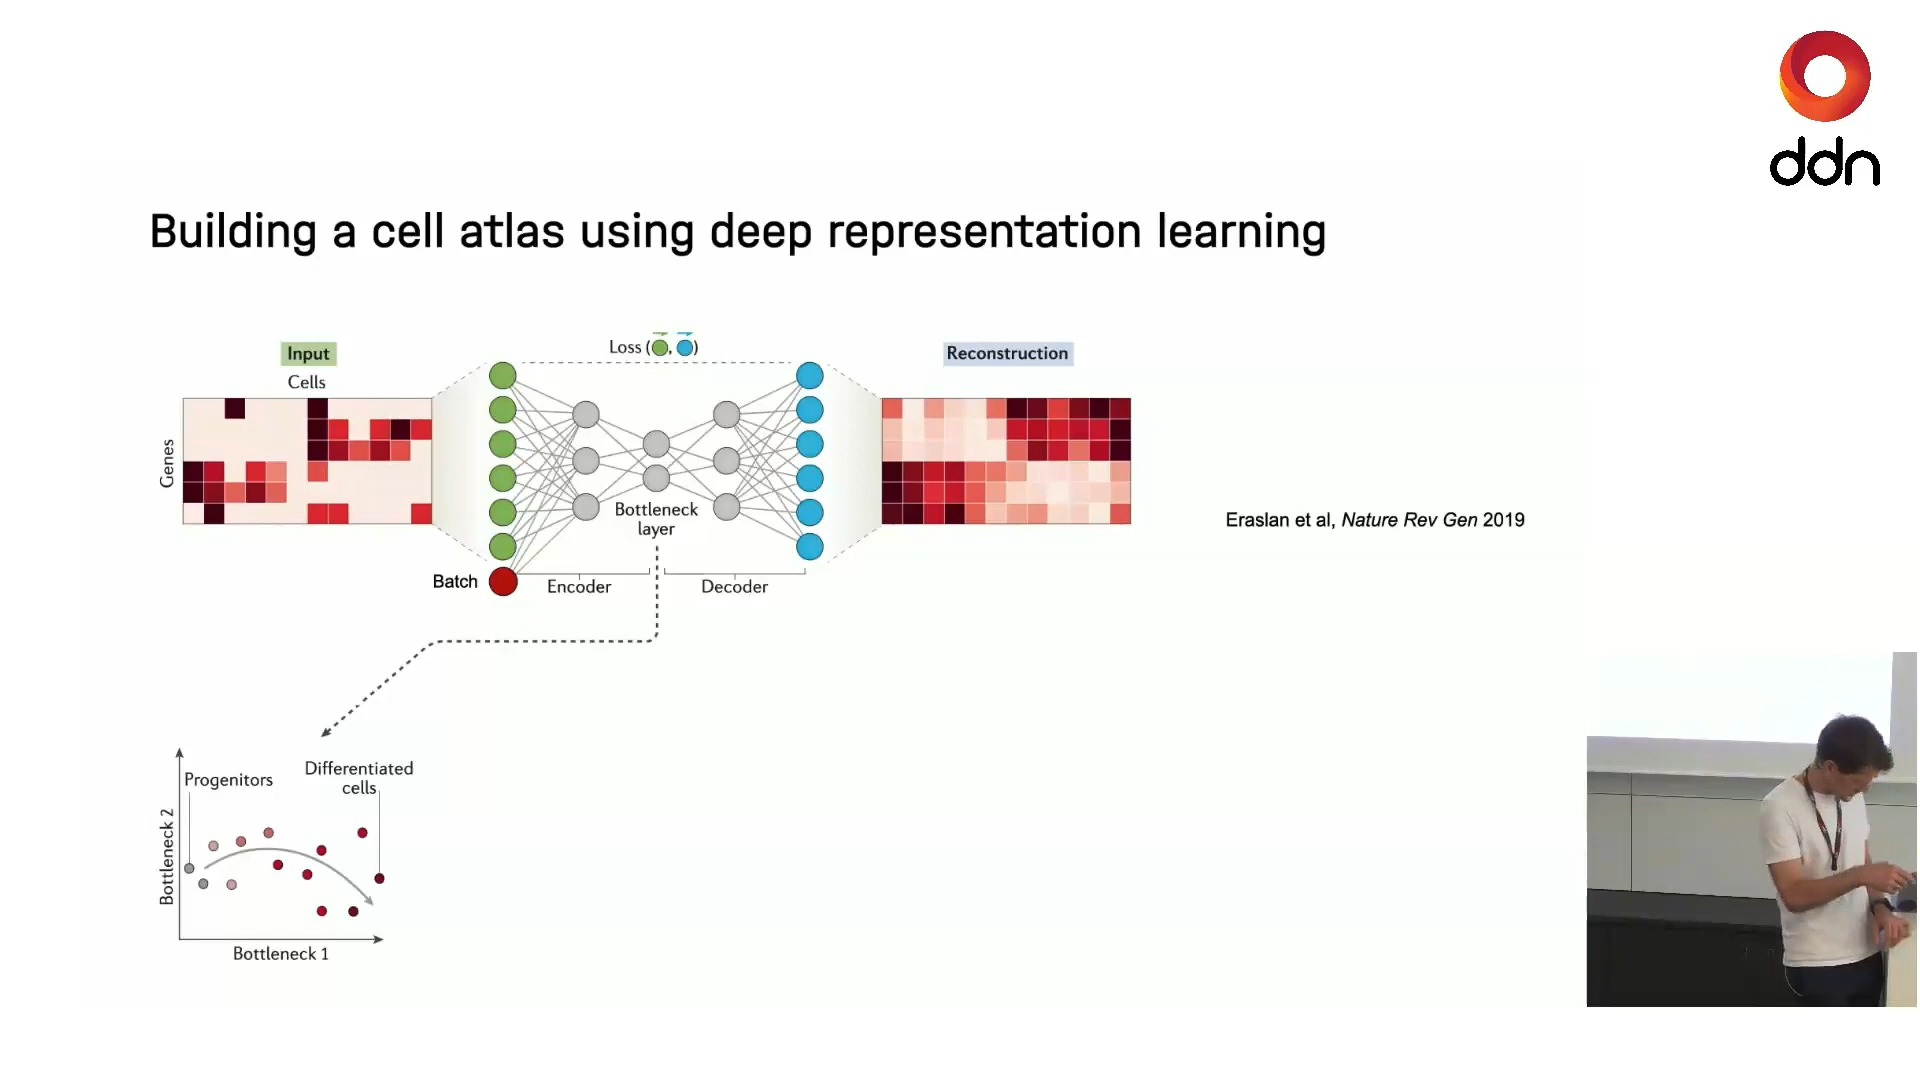 ddn
Building a cell atlas using deep representation learning
Input
Cells
Genes
Loss ( , )
Reconstruction
Bottleneck
layer
Batch
Encoder
Decoder
Eraslan et al, Nature Rev Gen 2019
Progenitors
Differentiated
cells
Bottleneck 2
Bottleneck 1